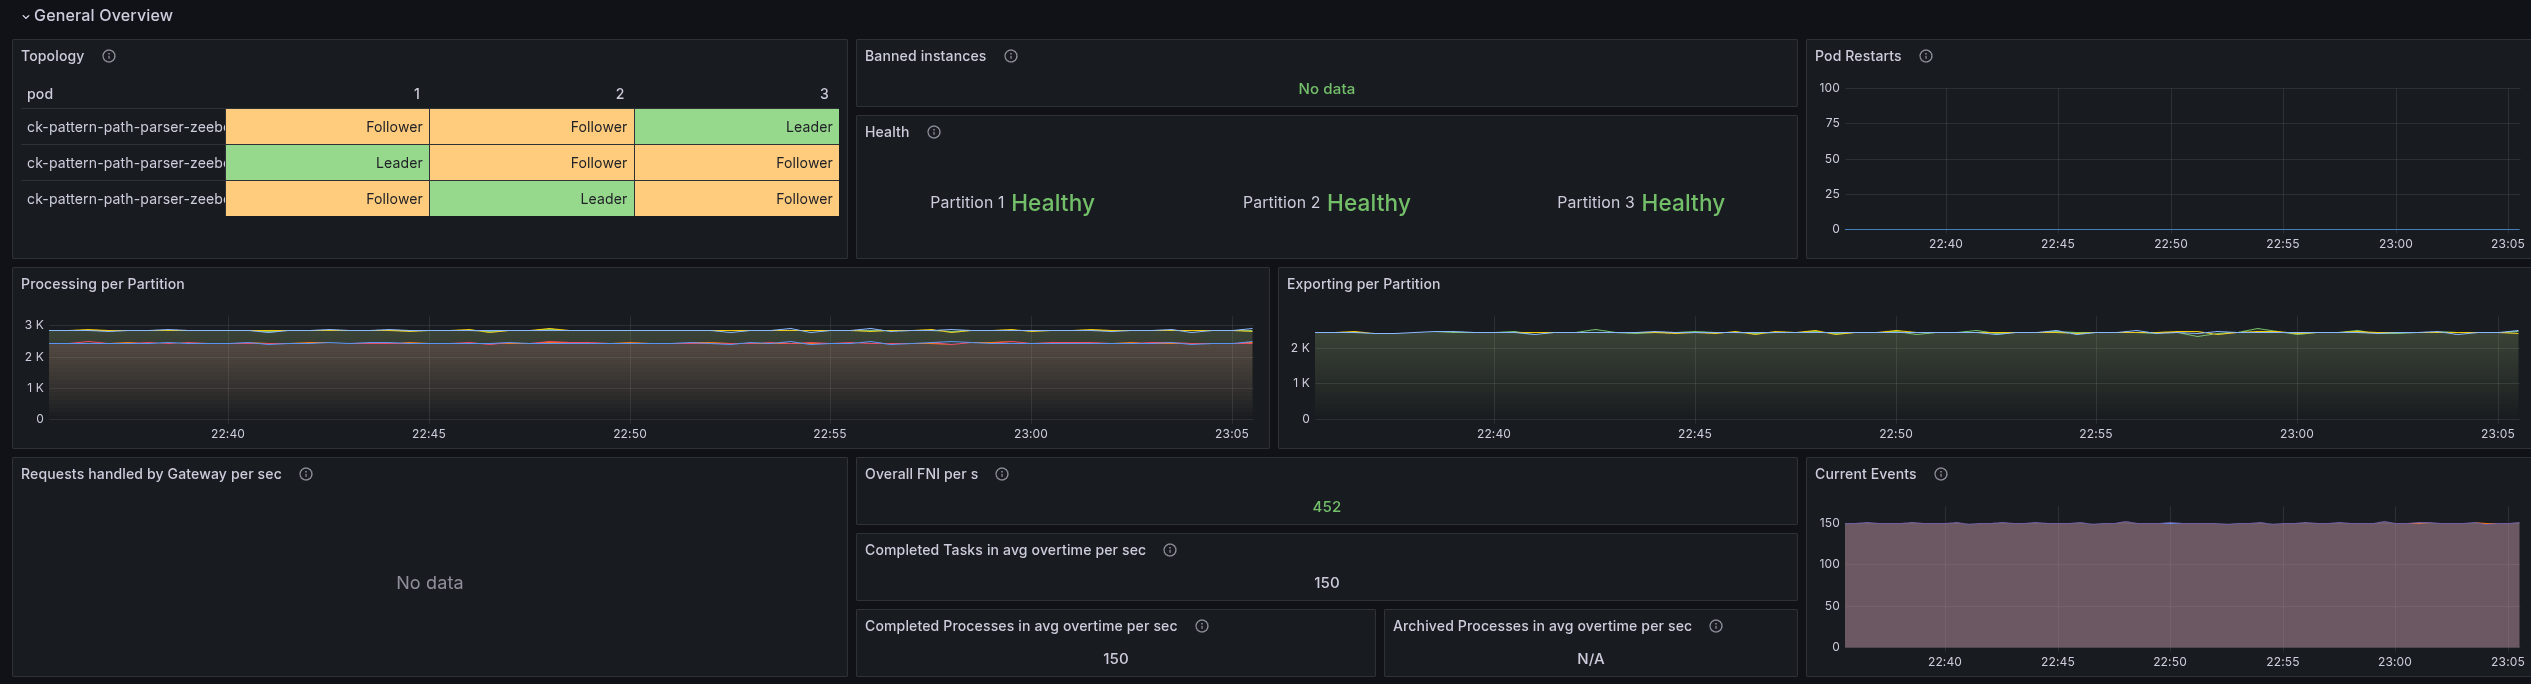 General Overview
Topology
pod 1 2 3
ck-pattern-path-parser-zeeb Follower Follower Leader
ck-pattern-path-parser-zeeb Leader Follower Follower
ck-pattern-path-parser-zeeb Follower Leader Follower
Banned instances
No data
Health
Partition 1 Healthy Partition 2 Healthy Partition 3 Healthy
Pod Restarts
100
75
50
25
0
22:40 22:45 22:50 22:55 23:00 23:05
Processing per Partition
3 K
2 K
1 K
0
22:40 22:45 22:50 22:55 23:00 23:05
Exporting per Partition
2 K
1 K
0
22:40 22:45 22:50 22:55 23:00 23:05
Requests handled by Gateway per sec
No data
Overall FNI per s
452
Completed Tasks in avg overtime per sec
150
Completed Processes in avg overtime per sec
150
Archived Processes in avg overtime per sec
N/A
Current Events
150
100
50
0
22:40 22:45 22:50 22:55 23:00 23:05